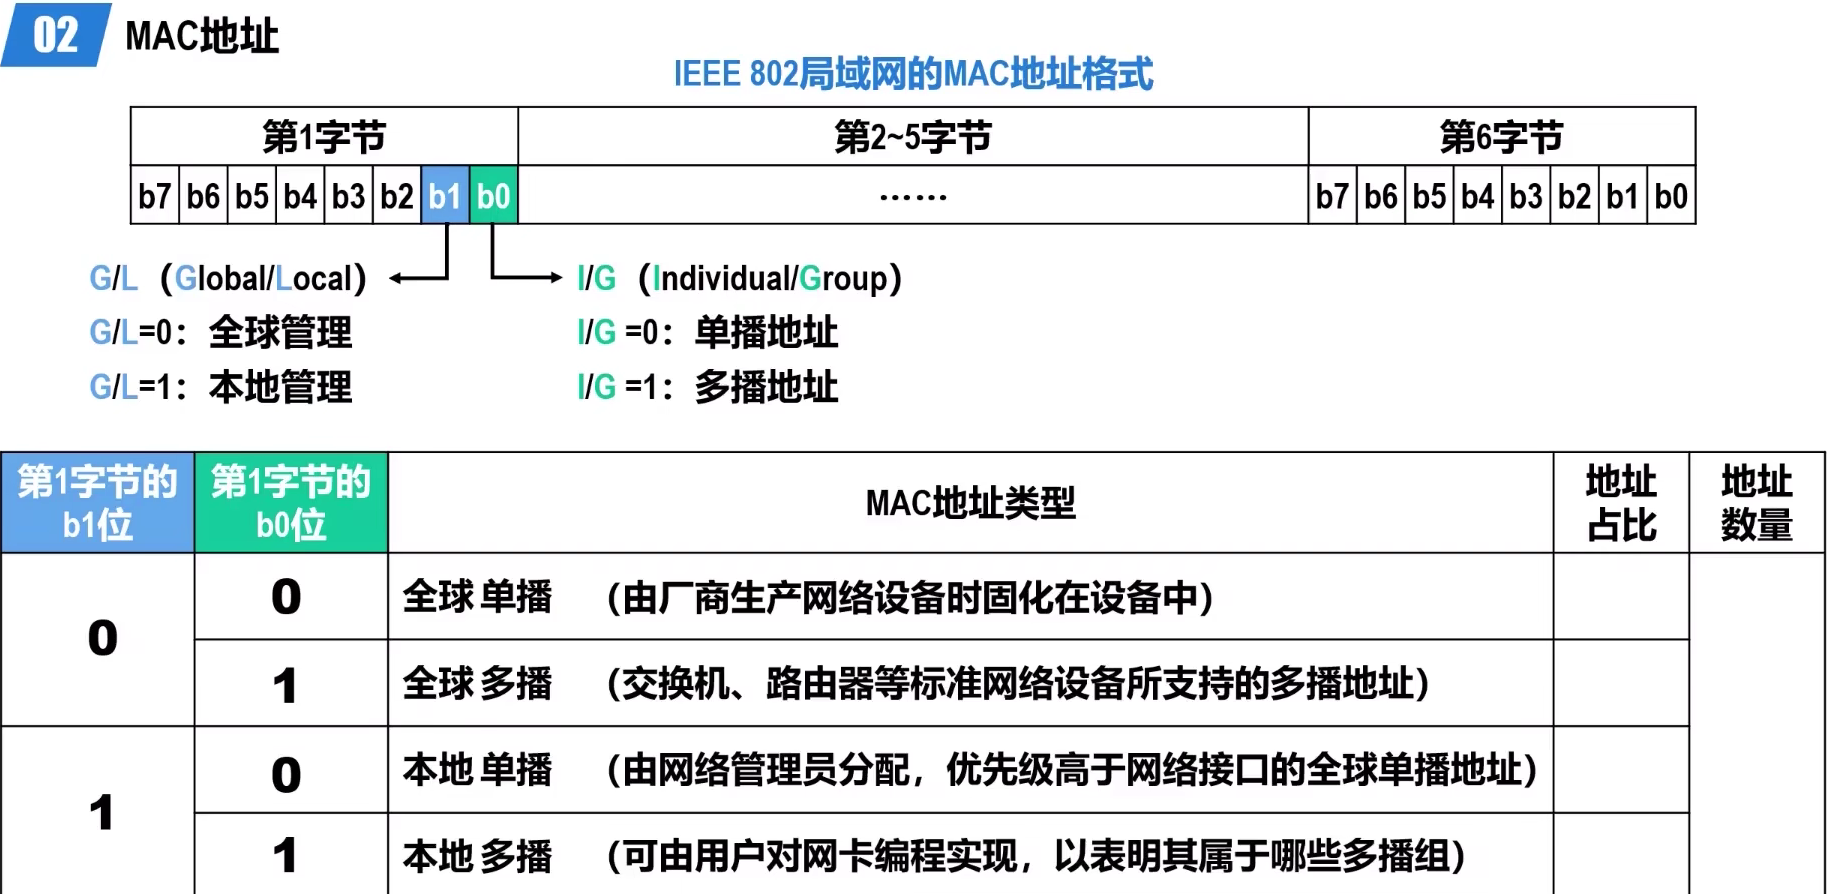 02 MAC地址
IEEE 802局域网的MAC地址格式
第1字节 第2~5字节 第6字节
b7 b6 b5 b4 b3 b2 b1 b0 …… b7 b6 b5 b4 b3 b2 b1 b0
G/L（Global/Local） I/G（Individual/Group）
G/L=0：全球管理 I/G =0：单播地址
G/L=1：本地管理 I/G =1：多播地址
第1字节的 第1字节的 MAC地址类型 地址 地址
b1位 b0位 占比 数量
0 0 全球 单播 （由厂商生产网络设备时固化在设备中）
1 全球 多播 （交换机、路由器等标准网络设备所支持的多播地址）
1 0 本地 单播 （由网络管理员分配，优先级高于网络接口的全球单播地址）
1 本地 多播 （可由用户对网卡编程实现，以表明其属于哪些多播组）